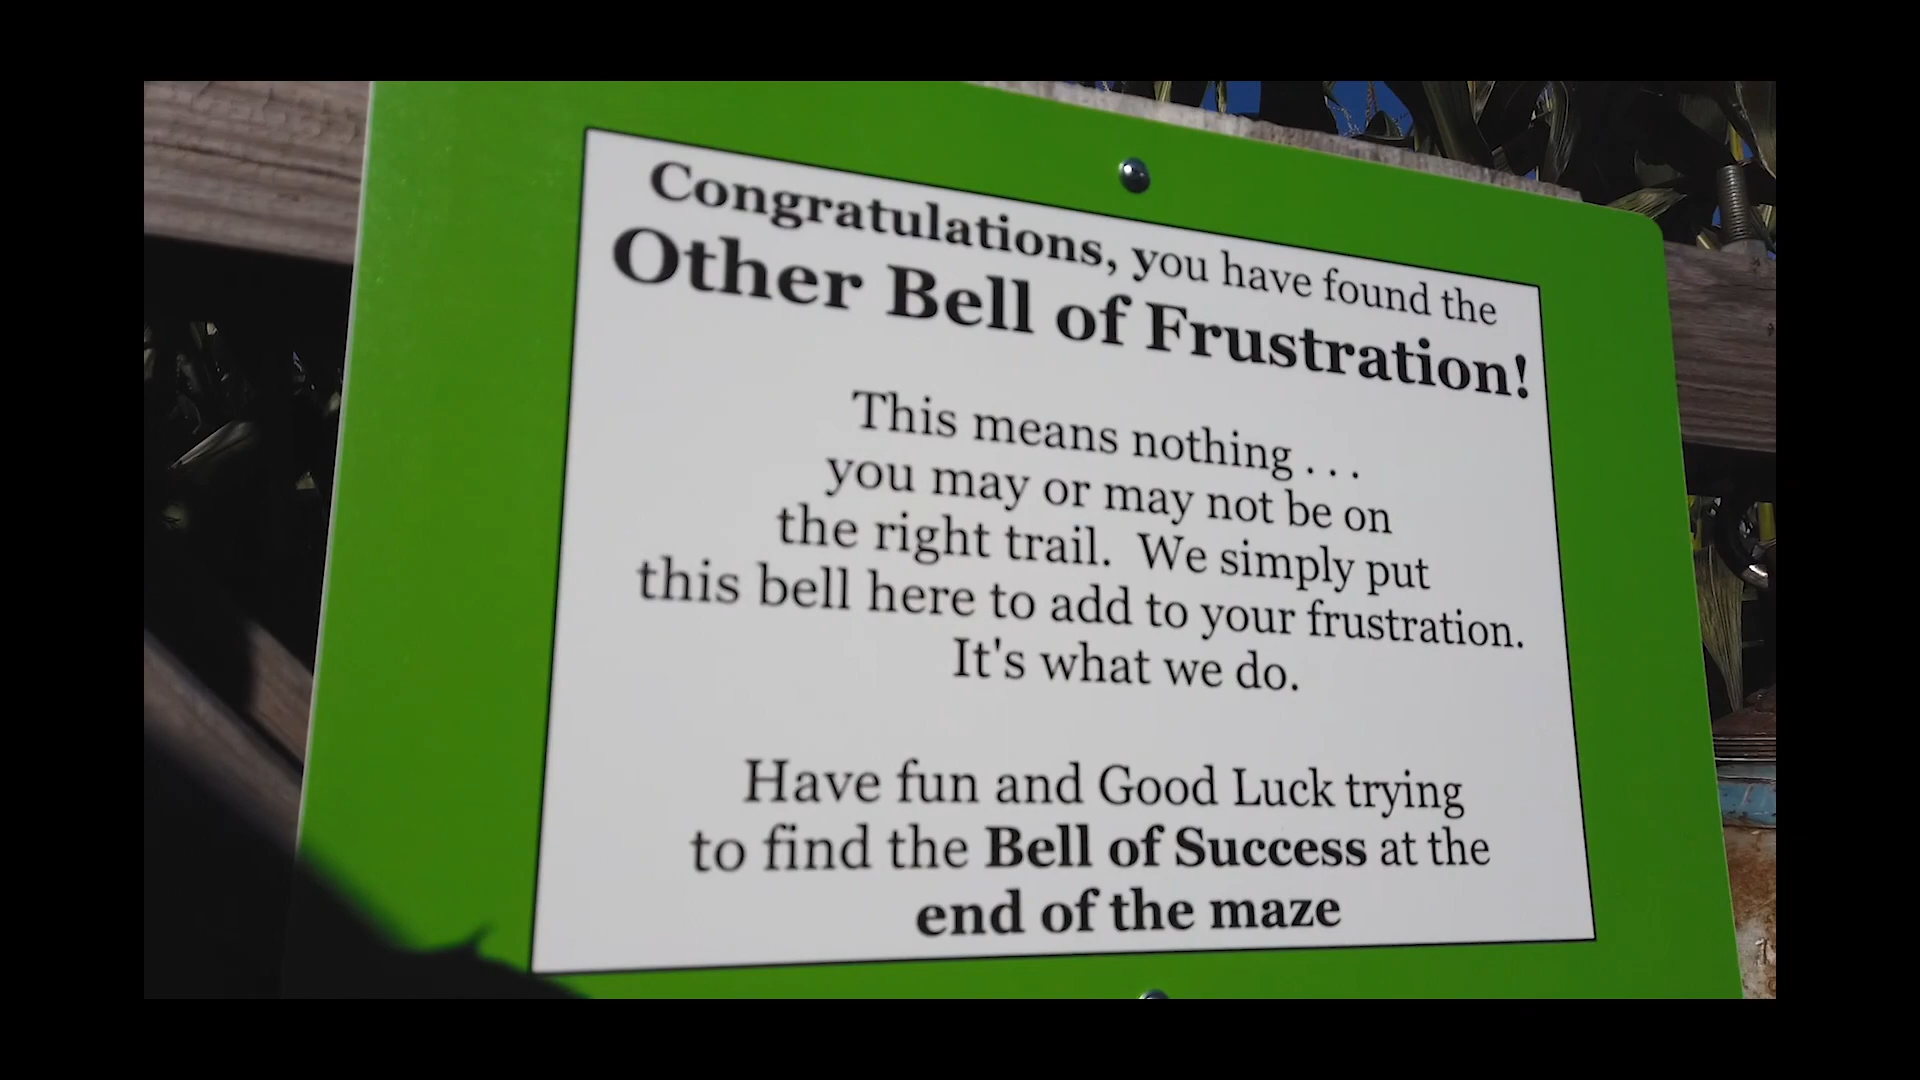 Congratulations, you have found the
Other Bell of Frustration!
This means nothing . . .
you may or may not be on
the right trail. We simply put
this bell here to add to your frustration.
It's what we do.
Have fun and Good Luck trying
to find the Bell of Success at the
end of the maze